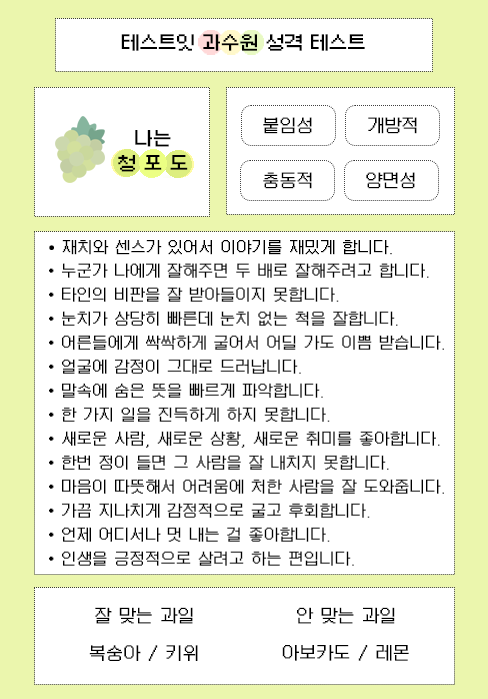 테스트잇 과수원 성격 테스트
나는
청포도
붙임성
개방적
충동적
양면성
• 재치와 센스가 있어서 이야기를 재밌게 합니다.
• 누군가 나에게 잘해주면 두 배로 잘해주려고 합니다.
• 타인의 비판을 잘 받아들이지 못합니다.
• 눈치가 상당히 빠른데 눈치 없는 척을 잘합니다.
• 어른들에게 싹싹하게 굴어서 어딜 가도 이쁨 받습니다.
• 얼굴에 감정이 그대로 드러납니다.
• 말속에 숨은 뜻을 빠르게 파악합니다.
• 한 가지 일을 진득하게 하지 못합니다.
• 새로운 사람, 새로운 상황, 새로운 취미를 좋아합니다.
• 한번 정이 들면 그 사람을 잘 내치지 못합니다.
• 마음이 따뜻해서 어려움에 처한 사람을 잘 도와줍니다.
• 가끔 지나치게 감정적으로 굴고 후회합니다.
• 언제 어디서나 멋 내는 걸 좋아합니다.
• 인생을 긍정적으로 살려고 하는 편입니다.
잘 맞는 과일
복숭아 / 키위
안 맞는 과일
아보카도 / 레몬